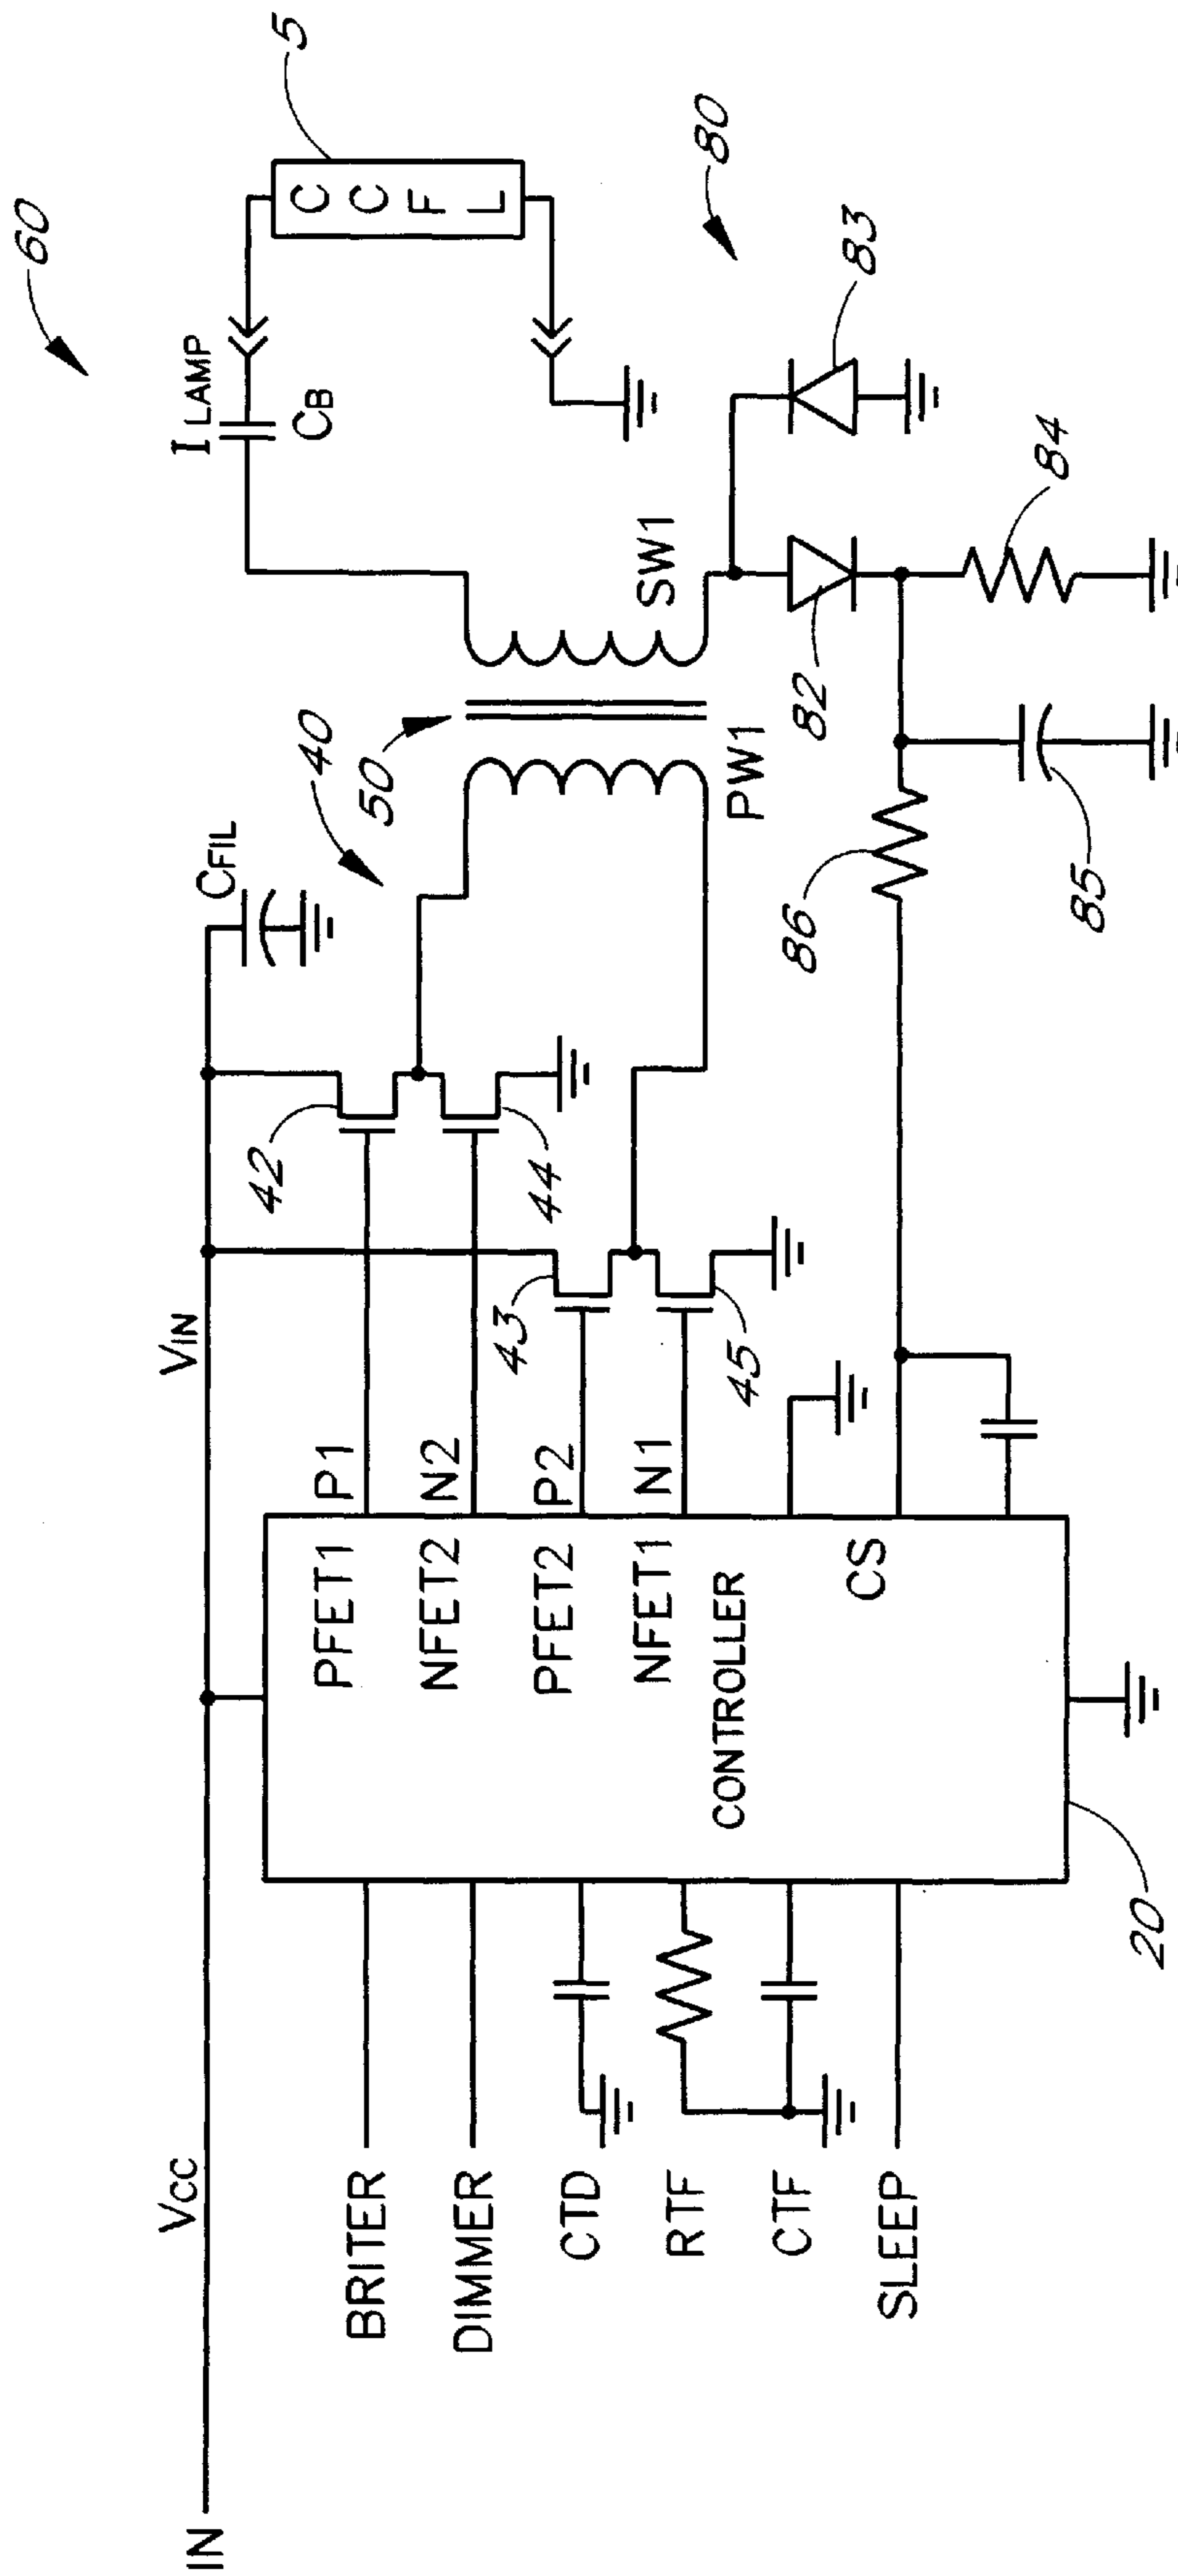 60
IN
VCC
VIN
CFIL
40
50
ILAMP
CB
CCFL
5
BRITER
DIMMER
CTD
RTF
CTF
SLEEP
PFET1
P1
NFET2
N2
PFET2
P2
NFET1
N1
CONTROLLER
CS
20
42
44
43
45
PW1
SW1
80
82
83
84
85
86